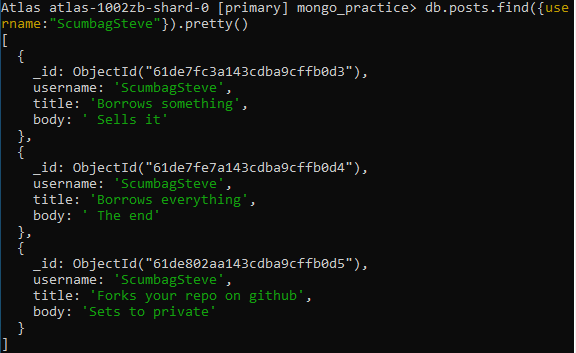 Atlas atlas-1002zb-shard-0 [primary] mongo_practice> db.posts.find({use
rname:"ScumbagSteve"}).pretty()
[
  {
    _id: ObjectId("61de7fc3a143cdba9cffb0d3"),
    username: 'ScumbagSteve',
    title: 'Borrows something',
    body: ' Sells it'
  },
  {
    _id: ObjectId("61de7fe7a143cdba9cffb0d4"),
    username: 'ScumbagSteve',
    title: 'Borrows everything',
    body: ' The end'
  },
  {
    _id: ObjectId("61de802aa143cdba9cffb0d5"),
    username: 'ScumbagSteve',
    title: 'Forks your repo on github',
    body: 'Sets to private'
  }
]